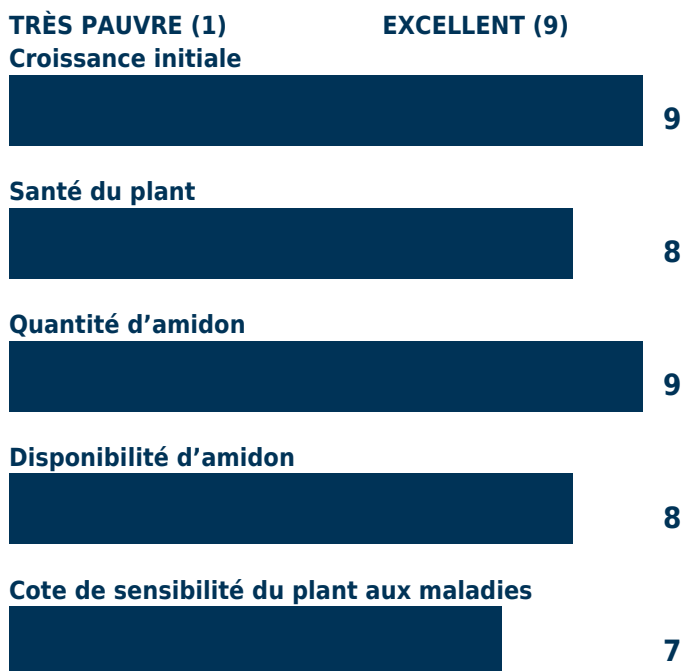 TRÈS PAUVRE (1) EXCELLENT (9)
Croissance initiale
9
Santé du plant
8
Quantité d’amidon
9
Disponibilité d’amidon
8
Cote de sensibilité du plant aux maladies
7